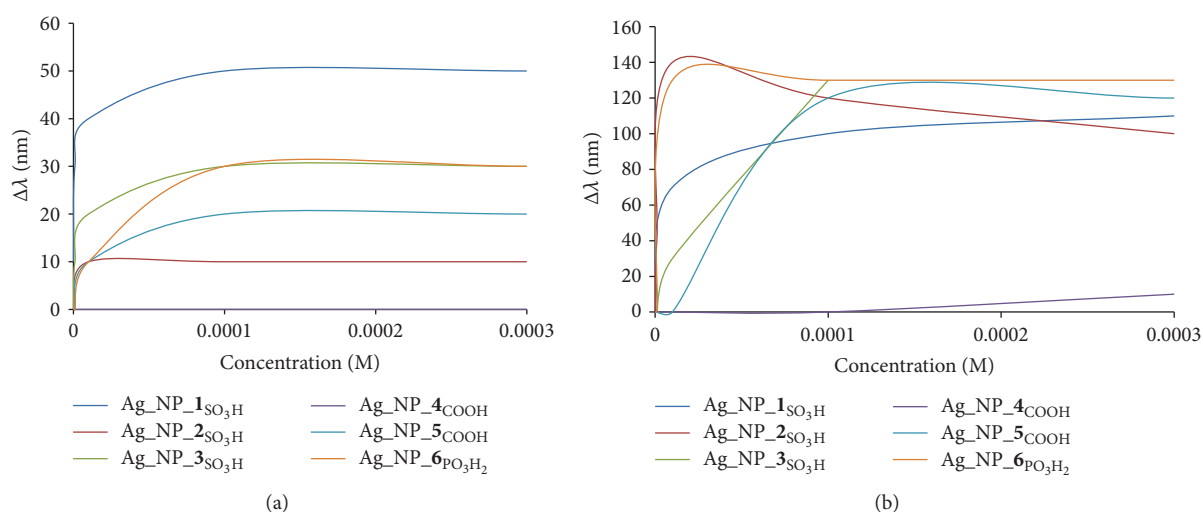 60
50
40
30
20
10
0
Δλ (nm)
0 0.0001 0.0002 0.0003
Concentration (M)
Ag_NP_1SO₃H Ag_NP_4COOH
Ag_NP_2SO₃H Ag_NP_5COOH
Ag_NP_3SO₃H Ag_NP_6PO₃H₂
(a)
160
140
120
100
80
60
40
20
0
Δλ (nm)
0 0.0001 0.0002 0.0003
Concentration (M)
Ag_NP_1SO₃H Ag_NP_4COOH
Ag_NP_2SO₃H Ag_NP_5COOH
Ag_NP_3SO₃H Ag_NP_6PO₃H₂
(b)